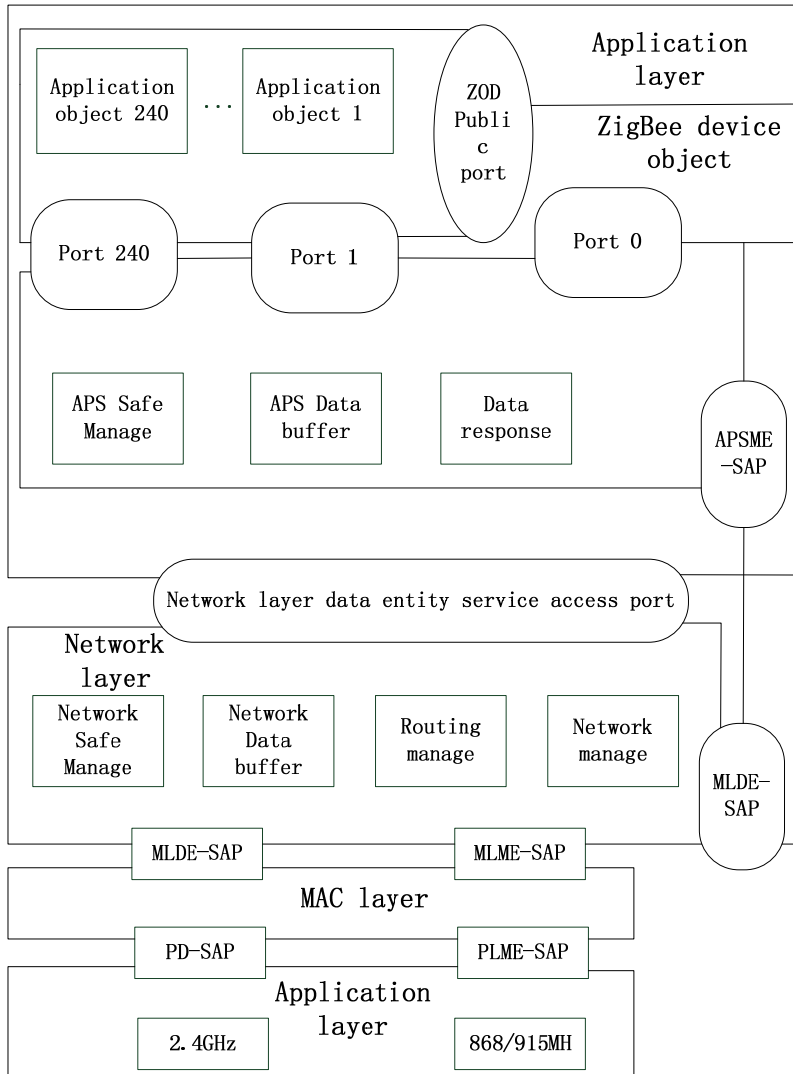 Application
layer
Application
object 240
...
Application
object 1
ZOD
Publi
c
port
ZigBee device
object
Port 240
Port 1
Port 0
APS Safe
Manage
APS Data
buffer
Data
response
APSME
-SAP
Network layer data entity service access port
Network
layer
Network
Safe
Manage
Network
Data
buffer
Routing
manage
Network
manage
MLDE-
SAP
MLDE-SAP
MLME-SAP
MAC layer
PD-SAP
PLME-SAP
Application
layer
2.4GHz
868/915MH